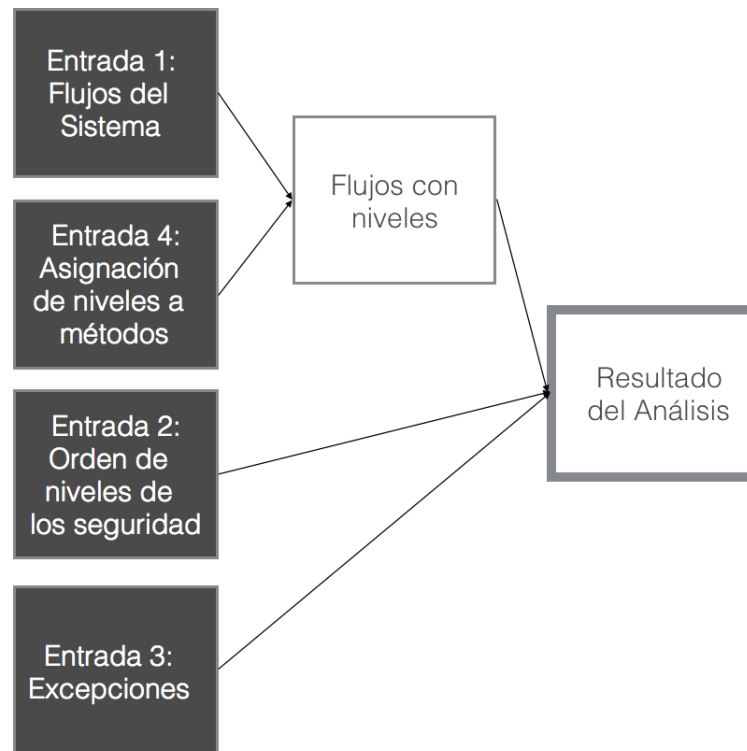 Entrada 1:
Flujos del
Sistema
Entrada 4:
Asignación
de niveles a
métodos
Entrada 2:
Orden de
niveles de
los seguridad
Entrada 3:
Excepciones
Flujos con
niveles
Resultado
del Análisis